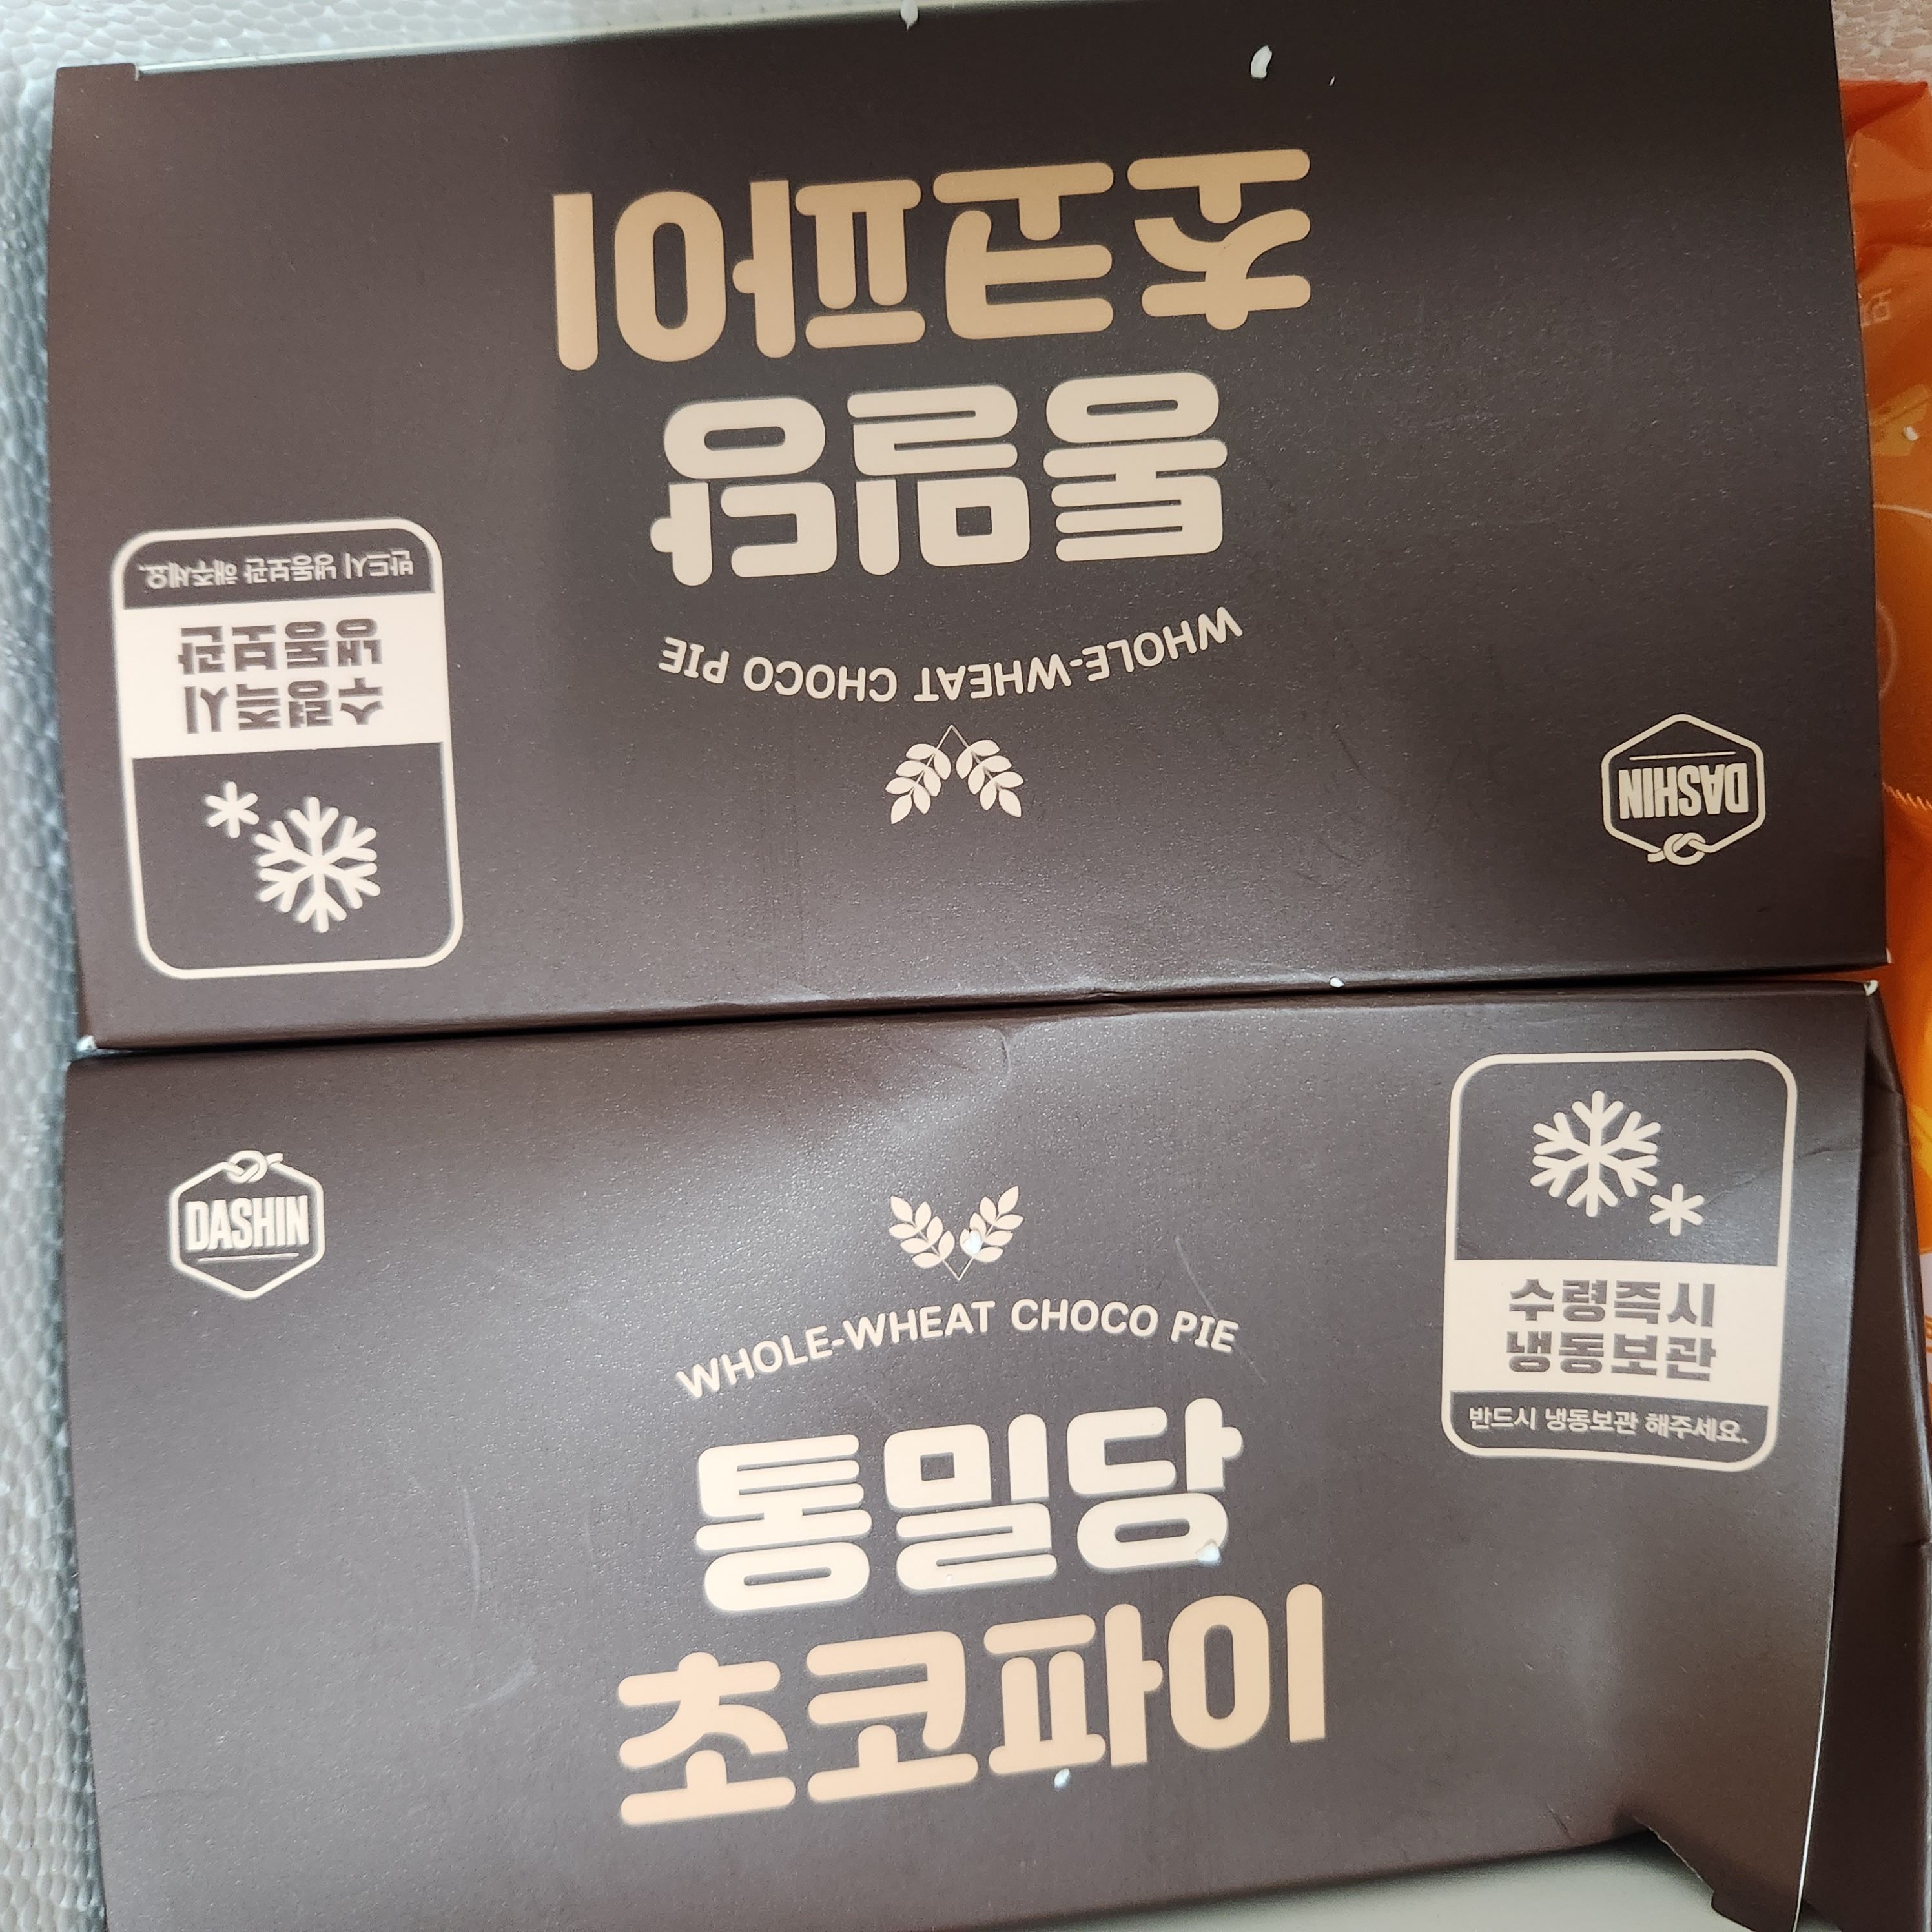 초코파이
통밀당
WHOLE-WHEAT CHOCO PIE
반드시 냉동보관 해주세요.
수령즉시
냉동보관
DASHIN
DASHIN
WHOLE-WHEAT CHOCO PIE
통밀당
초코파이
수령즉시
냉동보관
반드시 냉동보관 해주세요.